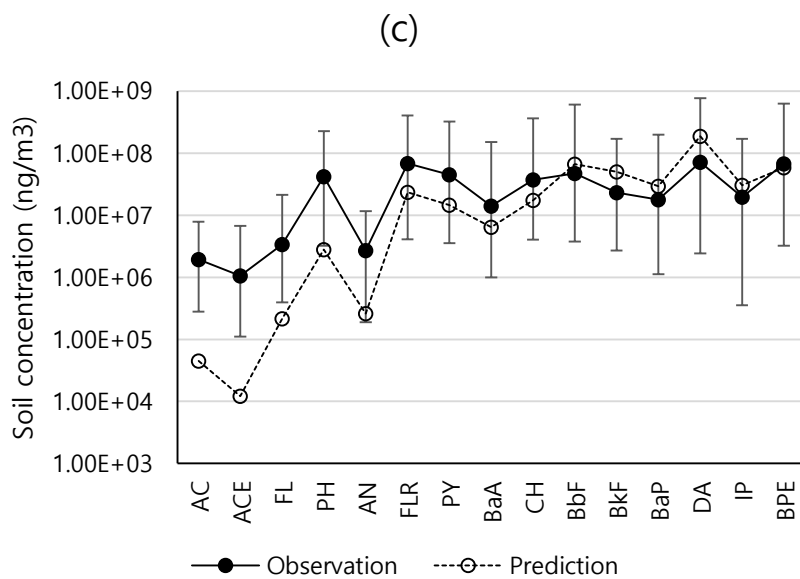 (c)
Soil concentration (ng/m3)
1.00E+09
1.00E+08
1.00E+07
1.00E+06
1.00E+05
1.00E+04
1.00E+03
AC
ACE
FL
PH
AN
FLR
PY
BaA
CH
BbF
BkF
BaP
DA
IP
BPE
Observation
Prediction